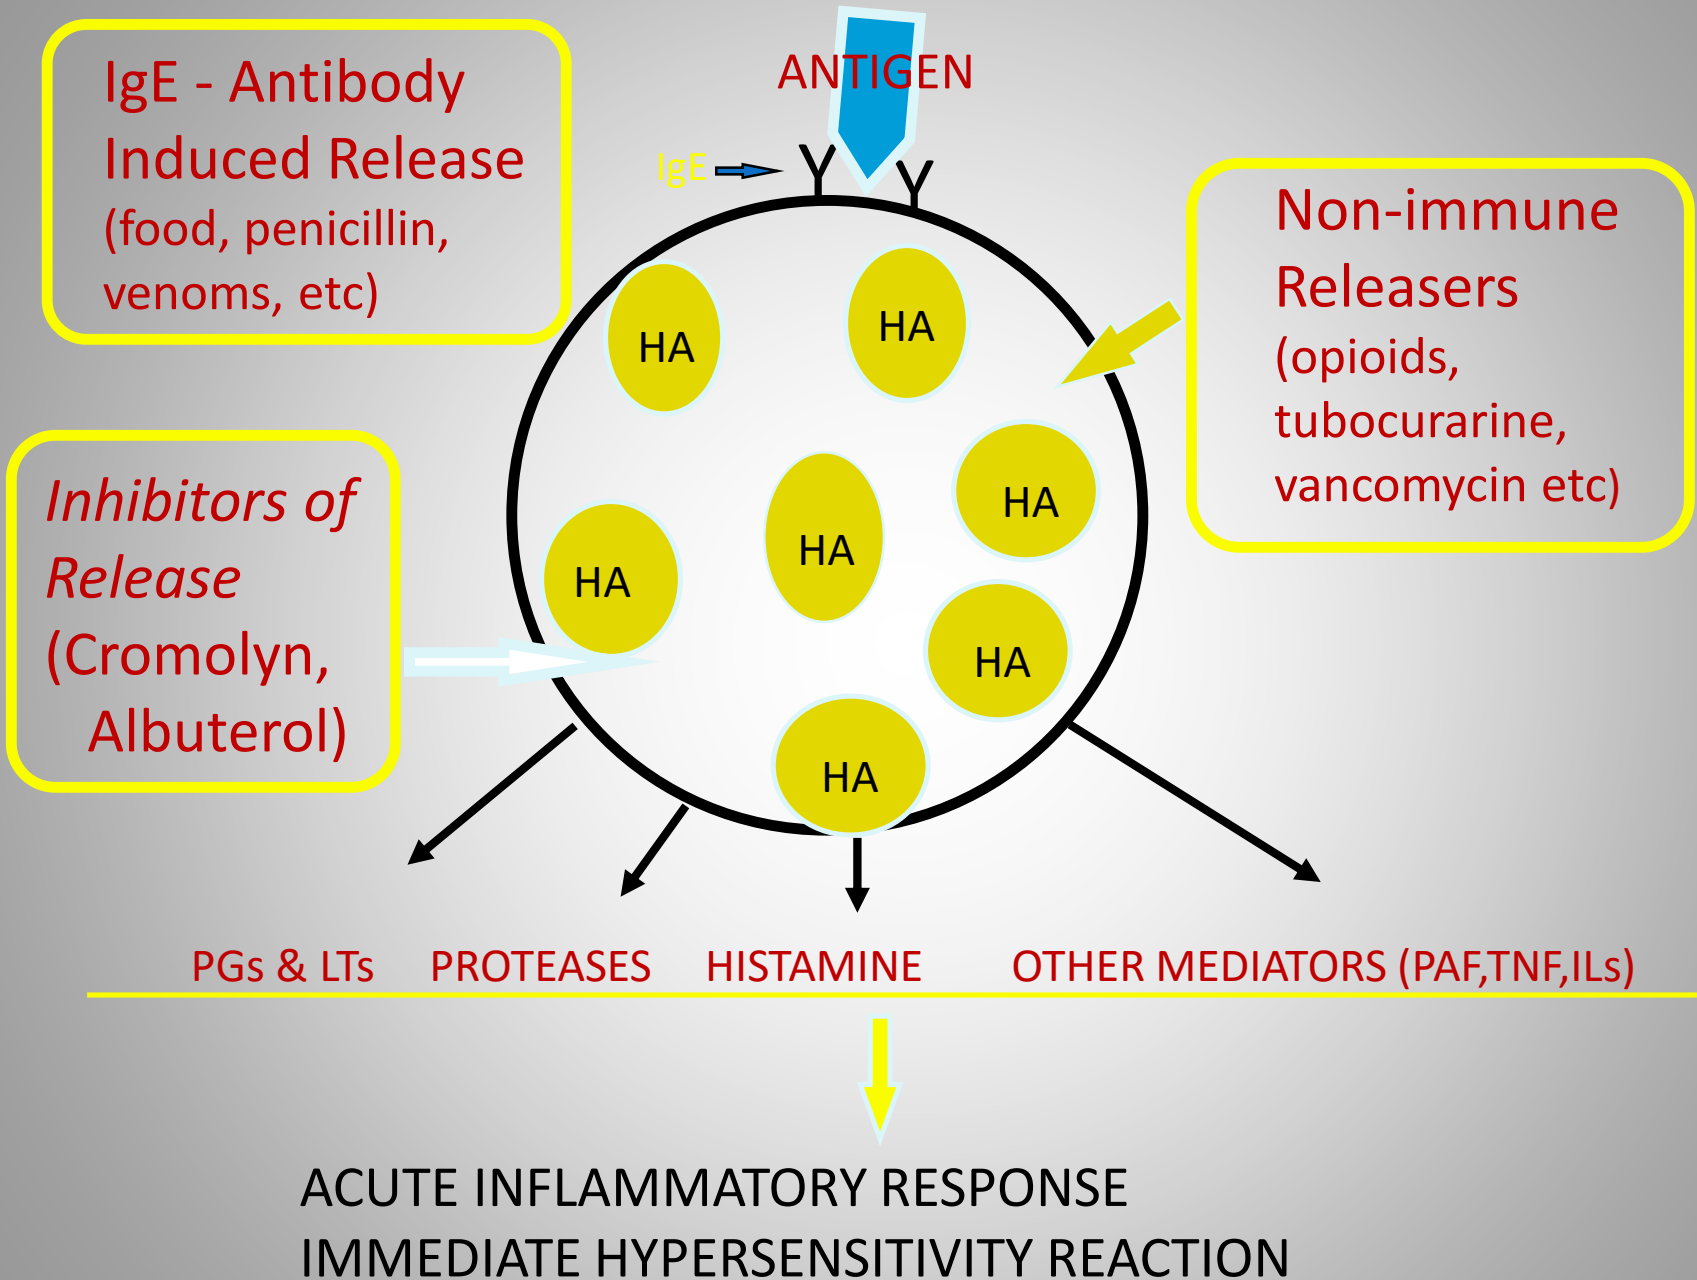 IgE - Antibody
Induced Release
(food, penicillin,
venoms, etc)
ANTIGEN
IgE
Non-immune
Releasers
(opioids,
tubocurarine,
vancomycin etc)
Inhibitors of
Release
(Cromolyn,
Albuterol)
HA
HA
HA
HA
HA
HA
HA
PGs & LTs
PROTEASES
HISTAMINE
OTHER MEDIATORS (PAF,TNF,ILs)
ACUTE INFLAMMATORY RESPONSE
IMMEDIATE HYPERSENSITIVITY REACTION